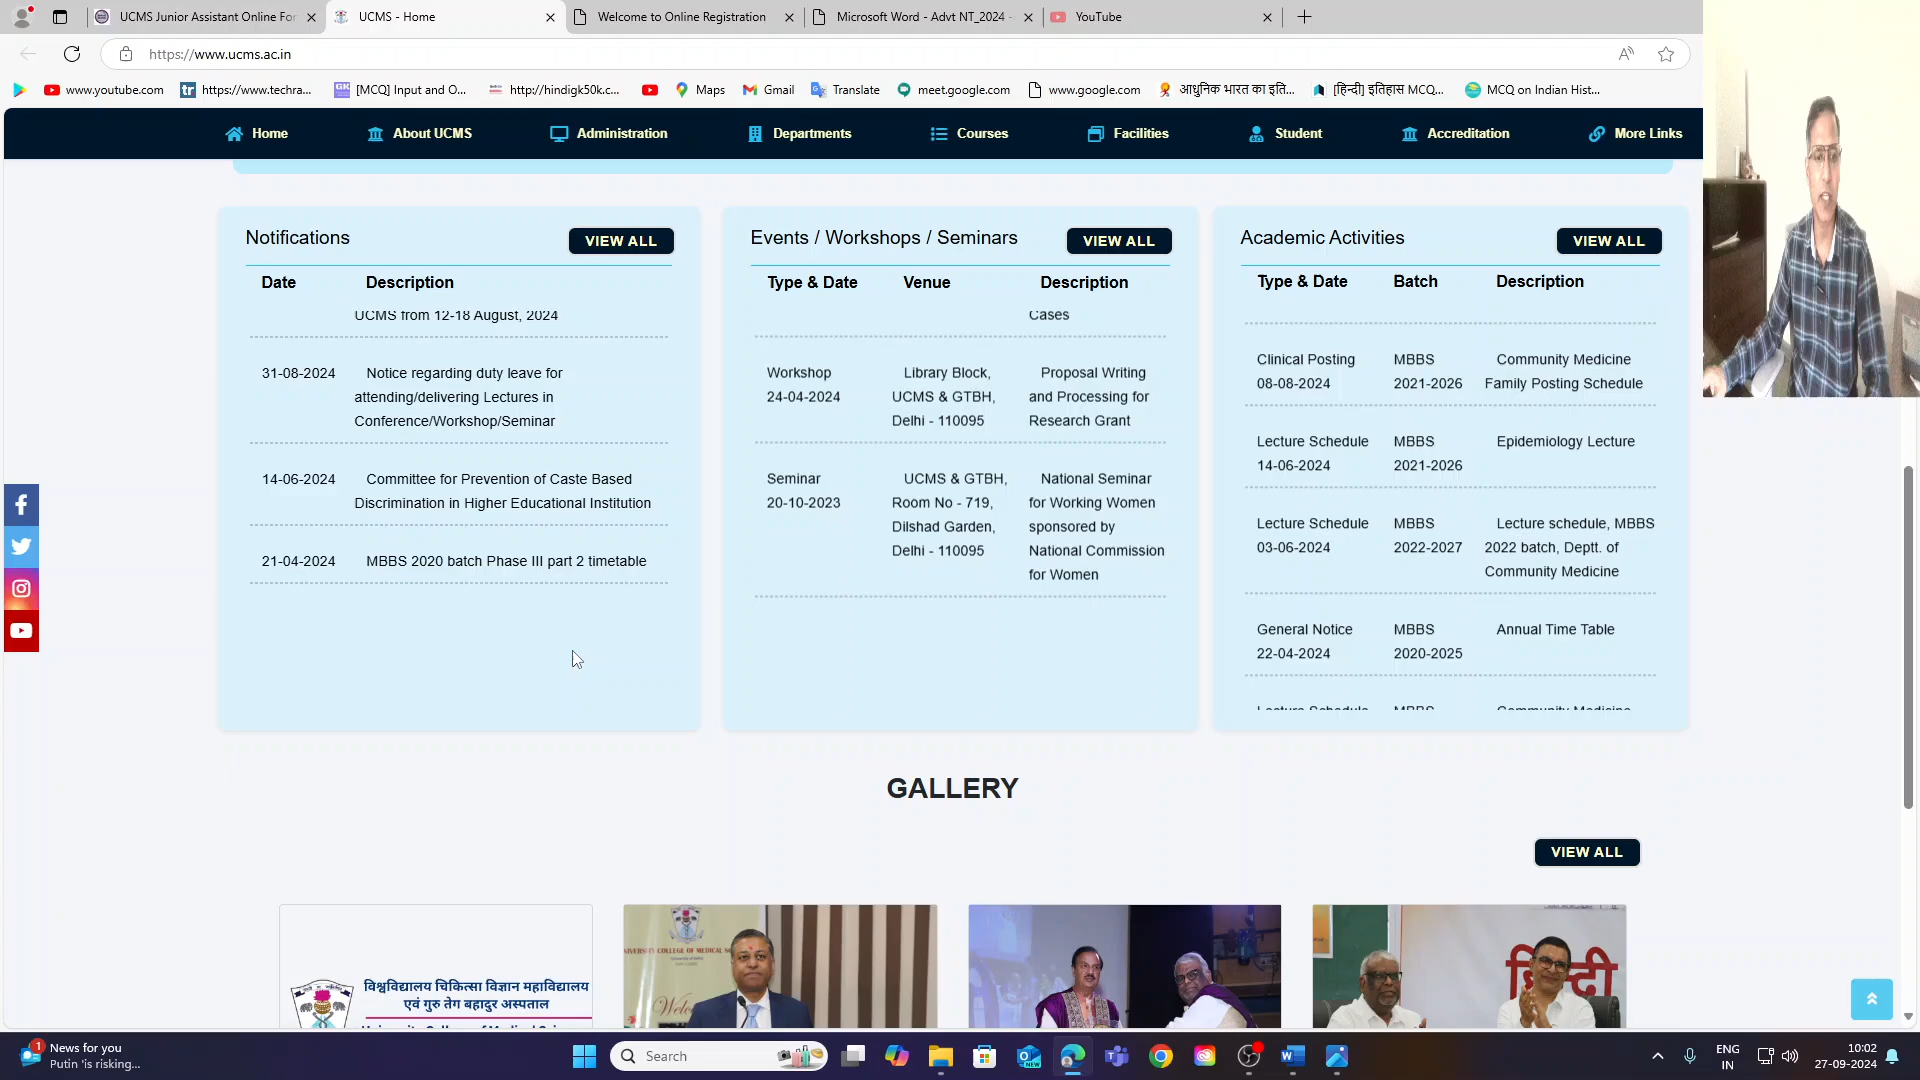 UCMS Junior Assistant Online For
UCMS - Home
Welcome to Online Registration
Microsoft Word - Advt NT_2024 -
YouTube
https://www.ucms.ac.in
www.youtube.com
https://www.techra...
[MCQ] Input and O...
http://hindigk50k.c...
Maps
Gmail
Translate
meet.google.com
www.google.com
आधुनिक भारत का इति...
[हिन्दी] इतिहास MCQ...
MCQ on Indian Hist...
Home
About UCMS
Administration
Departments
Courses
Facilities
Student
Accreditation
More Links
Notifications
VIEW ALL
Date
Description
UCMS from 12-18 August, 2024
31-08-2024
Notice regarding duty leave for
attending/delivering Lectures in
Conference/Workshop/Seminar
14-06-2024
Committee for Prevention of Caste Based
Discrimination in Higher Educational Institution
21-04-2024
MBBS 2020 batch Phase III part 2 timetable
Events / Workshops / Seminars
VIEW ALL
Type & Date
Venue
Description
Cases
Workshop
24-04-2024
Library Block,
UCMS & GTBH,
Delhi - 110095
Proposal Writing
and Processing for
Research Grant
Seminar
20-10-2023
UCMS & GTBH,
Room No - 719,
Dilshad Garden,
Delhi - 110095
National Seminar
for Working Women
sponsored by
National Commission
for Women
Academic Activities
VIEW ALL
Type & Date
Batch
Description
Clinical Posting
08-08-2024
MBBS
2021-2026
Community Medicine
Family Posting Schedule
Lecture Schedule
14-06-2024
MBBS
2021-2026
Epidemiology Lecture
Lecture Schedule
03-06-2024
MBBS
2022-2027
Lecture schedule, MBBS
2022 batch, Deptt. of
Community Medicine
General Notice
22-04-2024
MBBS
2020-2025
Annual Time Table
Lecture Schedule
MBBS
Community Medicine
GALLERY
VIEW ALL
विश्वविद्यालय चिकित्सा विज्ञान महाविद्यालय
एवं गुरु तेग बहादुर अस्पताल
हिन्दी
1
News for you
Putin 'is risking...
Search
ENG
IN
10:02
27-09-2024